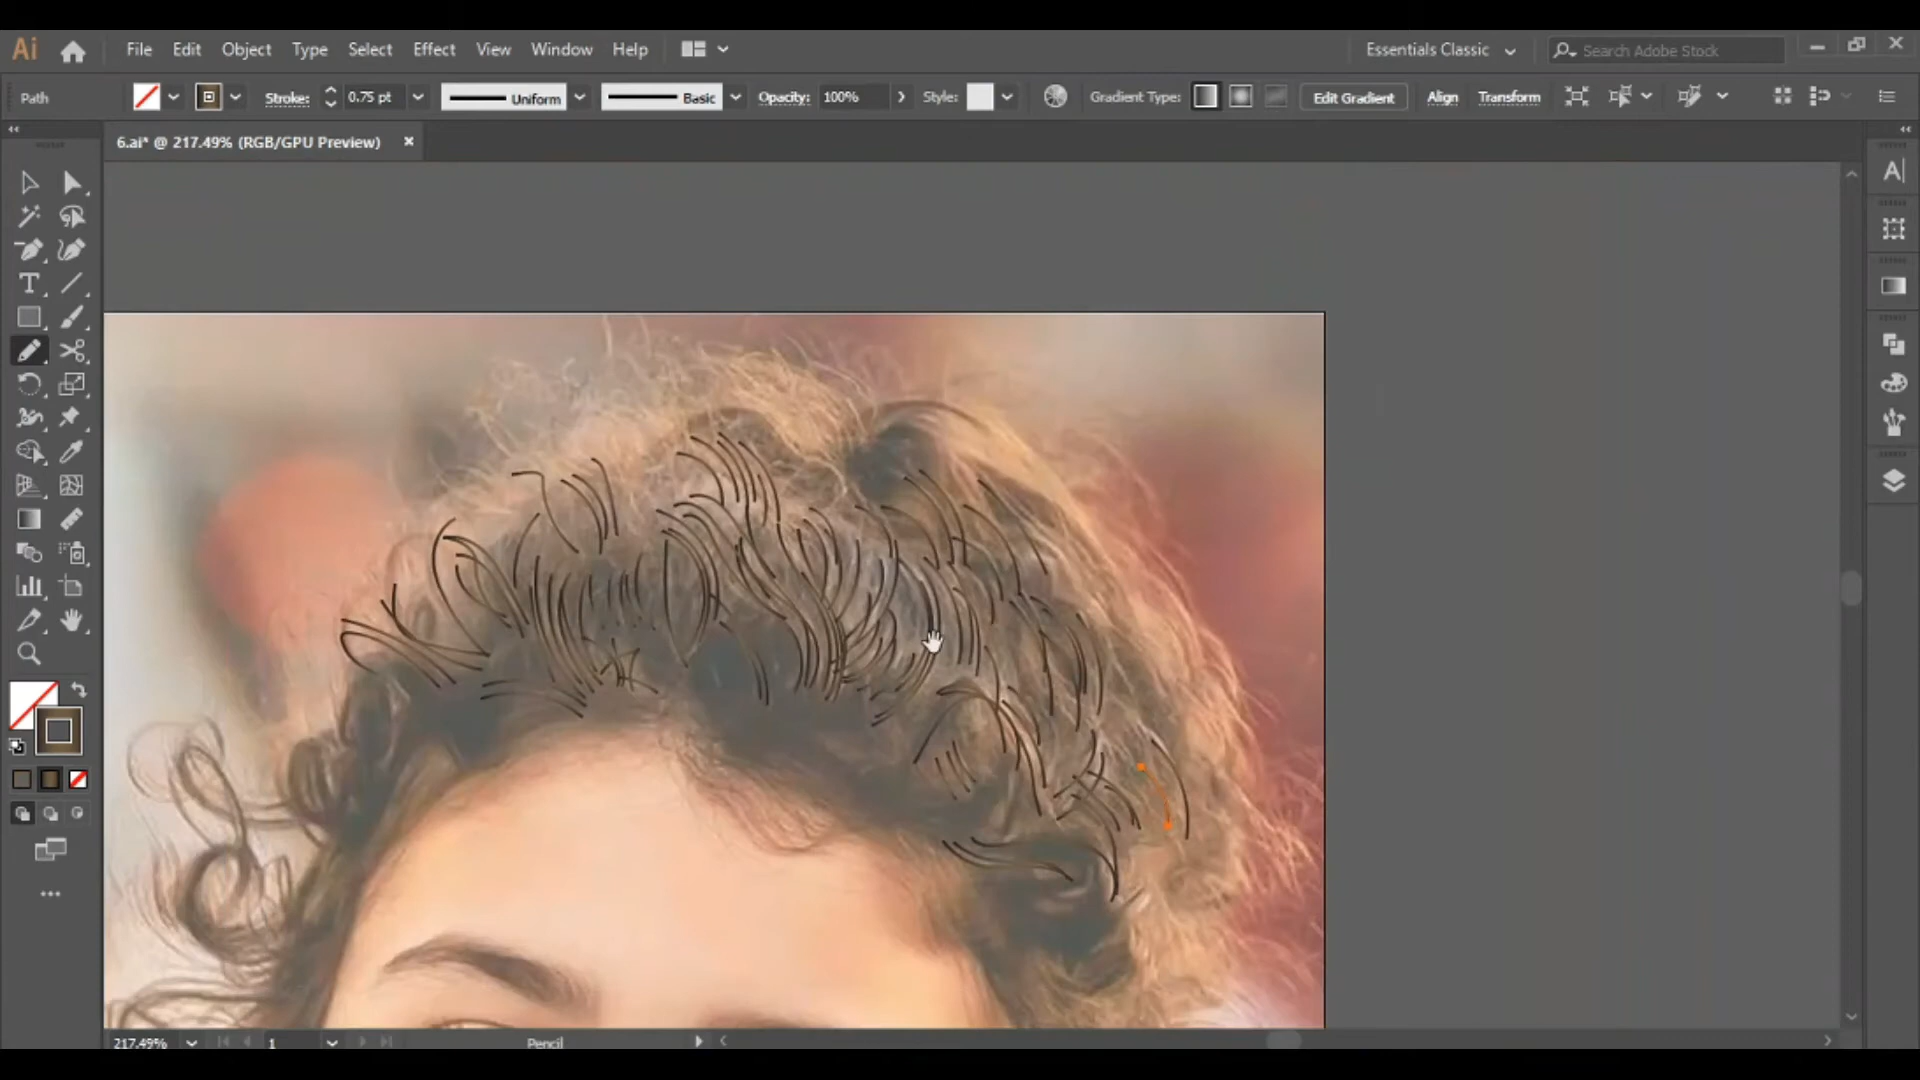 Ai File Edit Object Type Select Effect View Window Help Essentials Classic Search Adobe Stock
Path Stroke: 0.75 pt Uniform Basic Opacity: 100% Style: Gradient Type: Edit Gradient Align Transform
6.ai* @ 217.49% (RGB/GPU Preview)
217.49% 1 Pencil